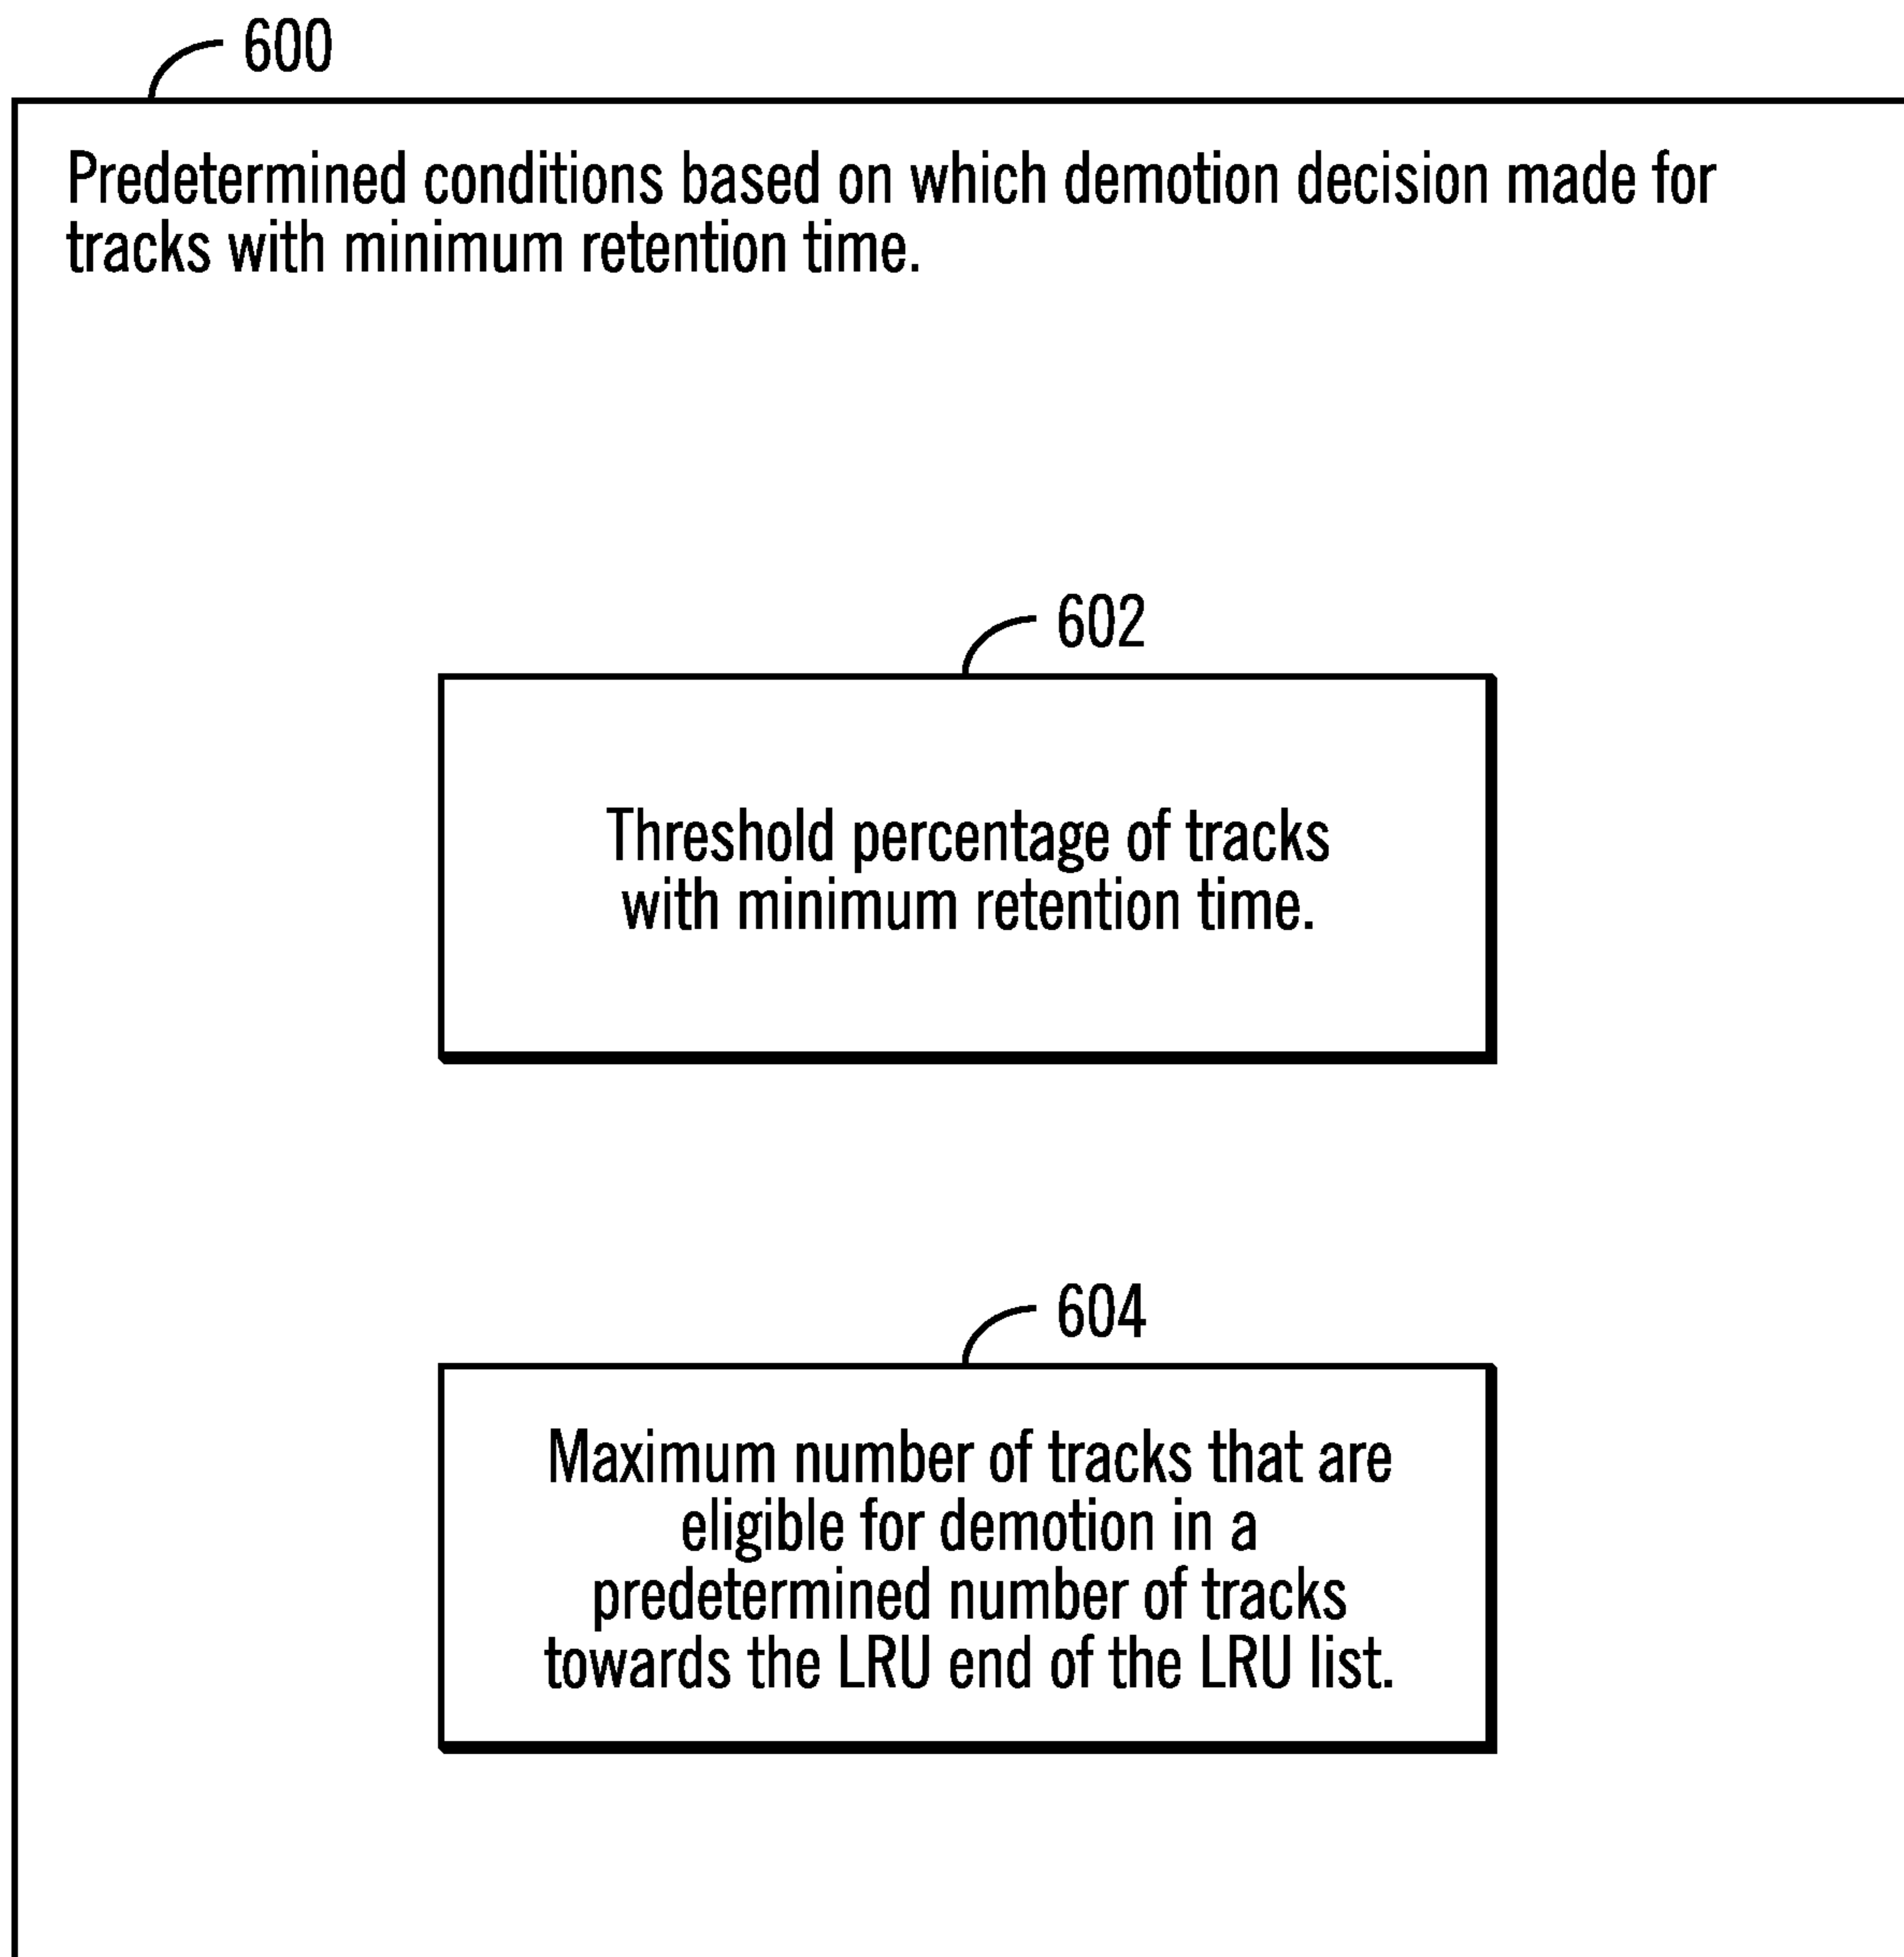 600
Predetermined conditions based on which demotion decision made for
tracks with minimum retention time.
602
Threshold percentage of tracks
with minimum retention time.
604
Maximum number of tracks that are
eligible for demotion in a
predetermined number of tracks
towards the LRU end of the LRU list.